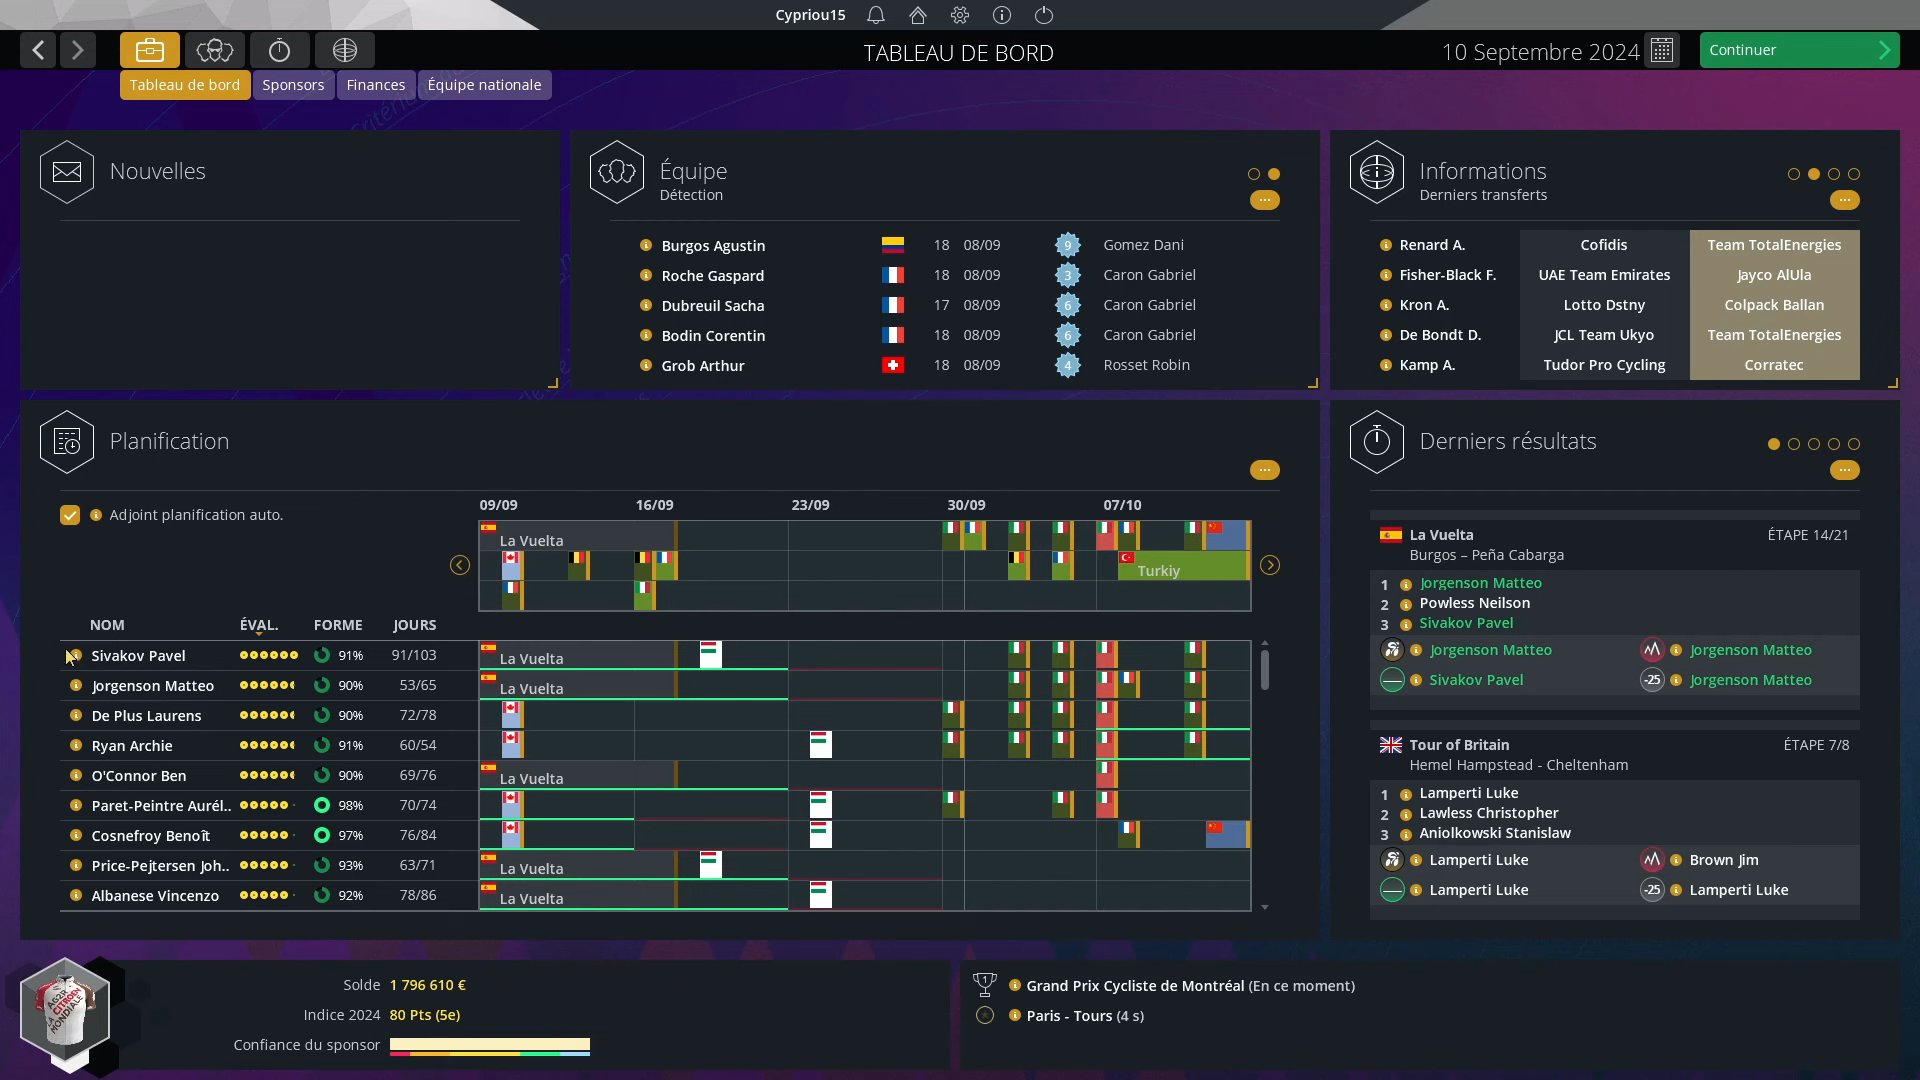 Cypriou15
TABLEAU DE BORD
10 Septembre 2024
Continuer
Tableau de bord
Sponsors
Finances
Équipe nationale
Nouvelles
Équipe
Détection
Burgos Agustin 18 08/09 9 Gomez Dani
Roche Gaspard 18 08/09 3 Caron Gabriel
Dubreuil Sacha 17 08/09 6 Caron Gabriel
Bodin Corentin 18 08/09 6 Caron Gabriel
Grob Arthur 18 08/09 4 Rosset Robin
Informations
Derniers transferts
Renard A. Cofidis Team TotalEnergies
Fisher-Black F. UAE Team Emirates Jayco AlUla
Kron A. Lotto Dstny Colpack Ballan
De Bondt D. JCL Team Ukyo Team TotalEnergies
Kamp A. Tudor Pro Cycling Corratec
Planification
Adjoint planification auto.
09/09 16/09 23/09 30/09 07/10
La Vuelta
Turkiy
NOM ÉVAL. FORME JOURS
Sivakov Pavel 91% 91/103 La Vuelta
Jorgenson Matteo 90% 53/65 La Vuelta
De Plus Laurens 90% 72/78
Ryan Archie 91% 60/54
O'Connor Ben 90% 69/76 La Vuelta
Paret-Peintre Aurél.. 98% 70/74
Cosnefroy Benoît 97% 76/84
Price-Pejtersen Joh.. 93% 63/71 La Vuelta
Albanese Vincenzo 92% 78/86 La Vuelta
Derniers résultats
La Vuelta ÉTAPE 14/21
Burgos – Peña Cabarga
1 Jorgenson Matteo
2 Powless Neilson
3 Sivakov Pavel
Jorgenson Matteo Jorgenson Matteo
Sivakov Pavel -25 Jorgenson Matteo
Tour of Britain ÉTAPE 7/8
Hemel Hampstead - Cheltenham
1 Lamperti Luke
2 Lawless Christopher
3 Aniolkowski Stanislaw
Lamperti Luke Brown Jim
Lamperti Luke -25 Lamperti Luke
AG2R
CITROËN
LA MONDIALE
Solde 1 796 610 €
Indice 2024 80 Pts (5e)
Confiance du sponsor
1 Grand Prix Cycliste de Montréal (En ce moment)
Paris - Tours (4 s)